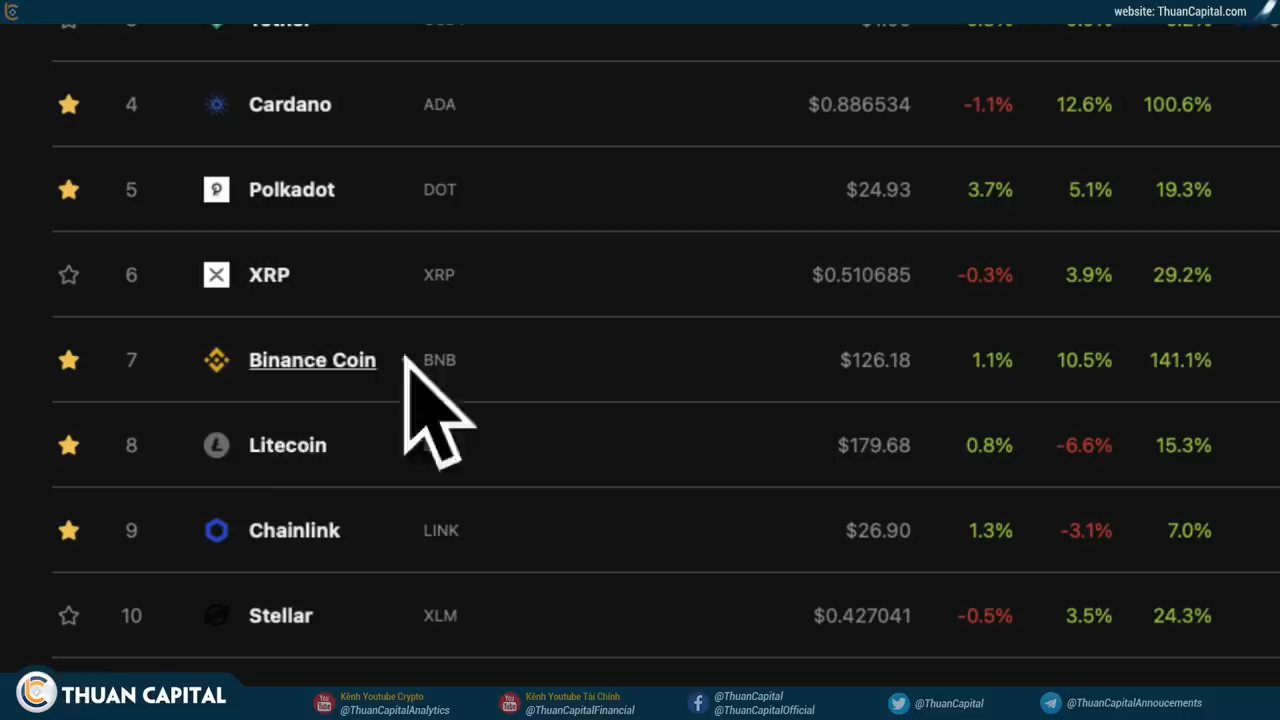 website: ThuanCapital.com
Tether
4 Cardano ADA $0.886534 -1.1% 12.6% 100.6%
5 Polkadot DOT $24.93 3.7% 5.1% 19.3%
6 XRP XRP $0.510685 -0.3% 3.9% 29.2%
7 Binance Coin BNB $126.18 1.1% 10.5% 141.1%
8 Litecoin $179.68 0.8% -6.6% 15.3%
9 Chainlink LINK $26.90 1.3% -3.1% 7.0%
10 Stellar XLM $0.427041 -0.5% 3.5% 24.3%
THUAN CAPITAL
Kênh Youtube Crypto
@ThuanCapitalAnalytics
Kênh Youtube Tài Chính
@ThuanCapitalFinancial
@ThuanCapital
@ThuanCapitalOfficial
@ThuanCapital
@ThuanCapitalAnnoucements